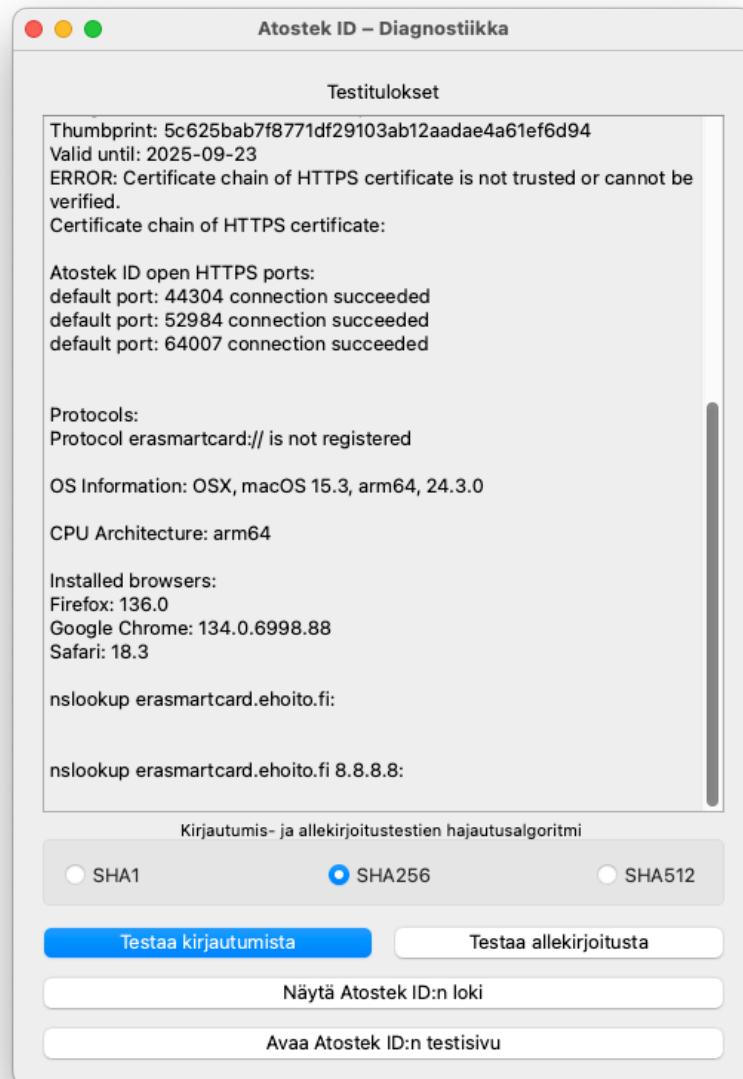 Atostek ID – Diagnostiikka
Testitulokset
Thumbprint: 5c625bab7f8771df29103ab12aadae4a61ef6d94
Valid until: 2025-09-23
ERROR: Certificate chain of HTTPS certificate is not trusted or cannot be
verified.
Certificate chain of HTTPS certificate:
Atostek ID open HTTPS ports:
default port: 44304 connection succeeded
default port: 52984 connection succeeded
default port: 64007 connection succeeded
Protocols:
Protocol erasmartcard:// is not registered
OS Information: OSX, macOS 15.3, arm64, 24.3.0
CPU Architecture: arm64
Installed browsers:
Firefox: 136.0
Google Chrome: 134.0.6998.88
Safari: 18.3
nslookup erasmartcard.ehoito.fi:
nslookup erasmartcard.ehoito.fi 8.8.8.8:
Kirjautumis- ja allekirjoitustestien hajautusalgoritmi
SHA1 SHA256 SHA512
Testaa kirjautumista Testaa allekirjoitusta
Näytä Atostek ID:n loki
Avaa Atostek ID:n testisivu